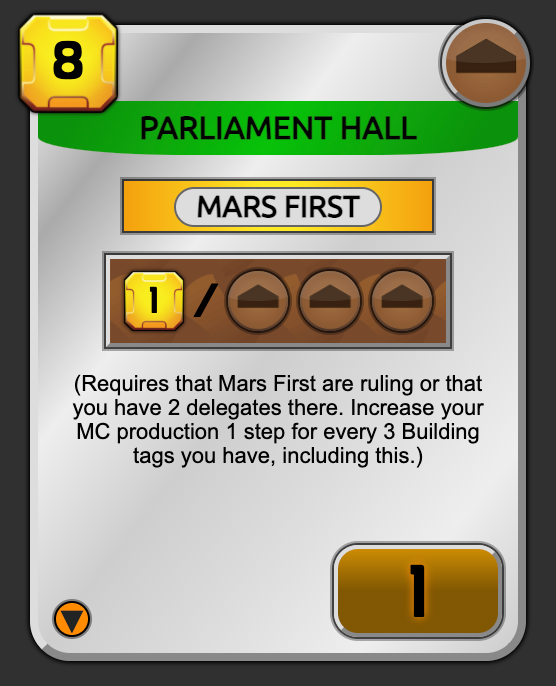 8
PARLIAMENT HALL
MARS FIRST
1 /
(Requires that Mars First are ruling or that
you have 2 delegates there. Increase your
MC production 1 step for every 3 Building
tags you have, including this.)
1